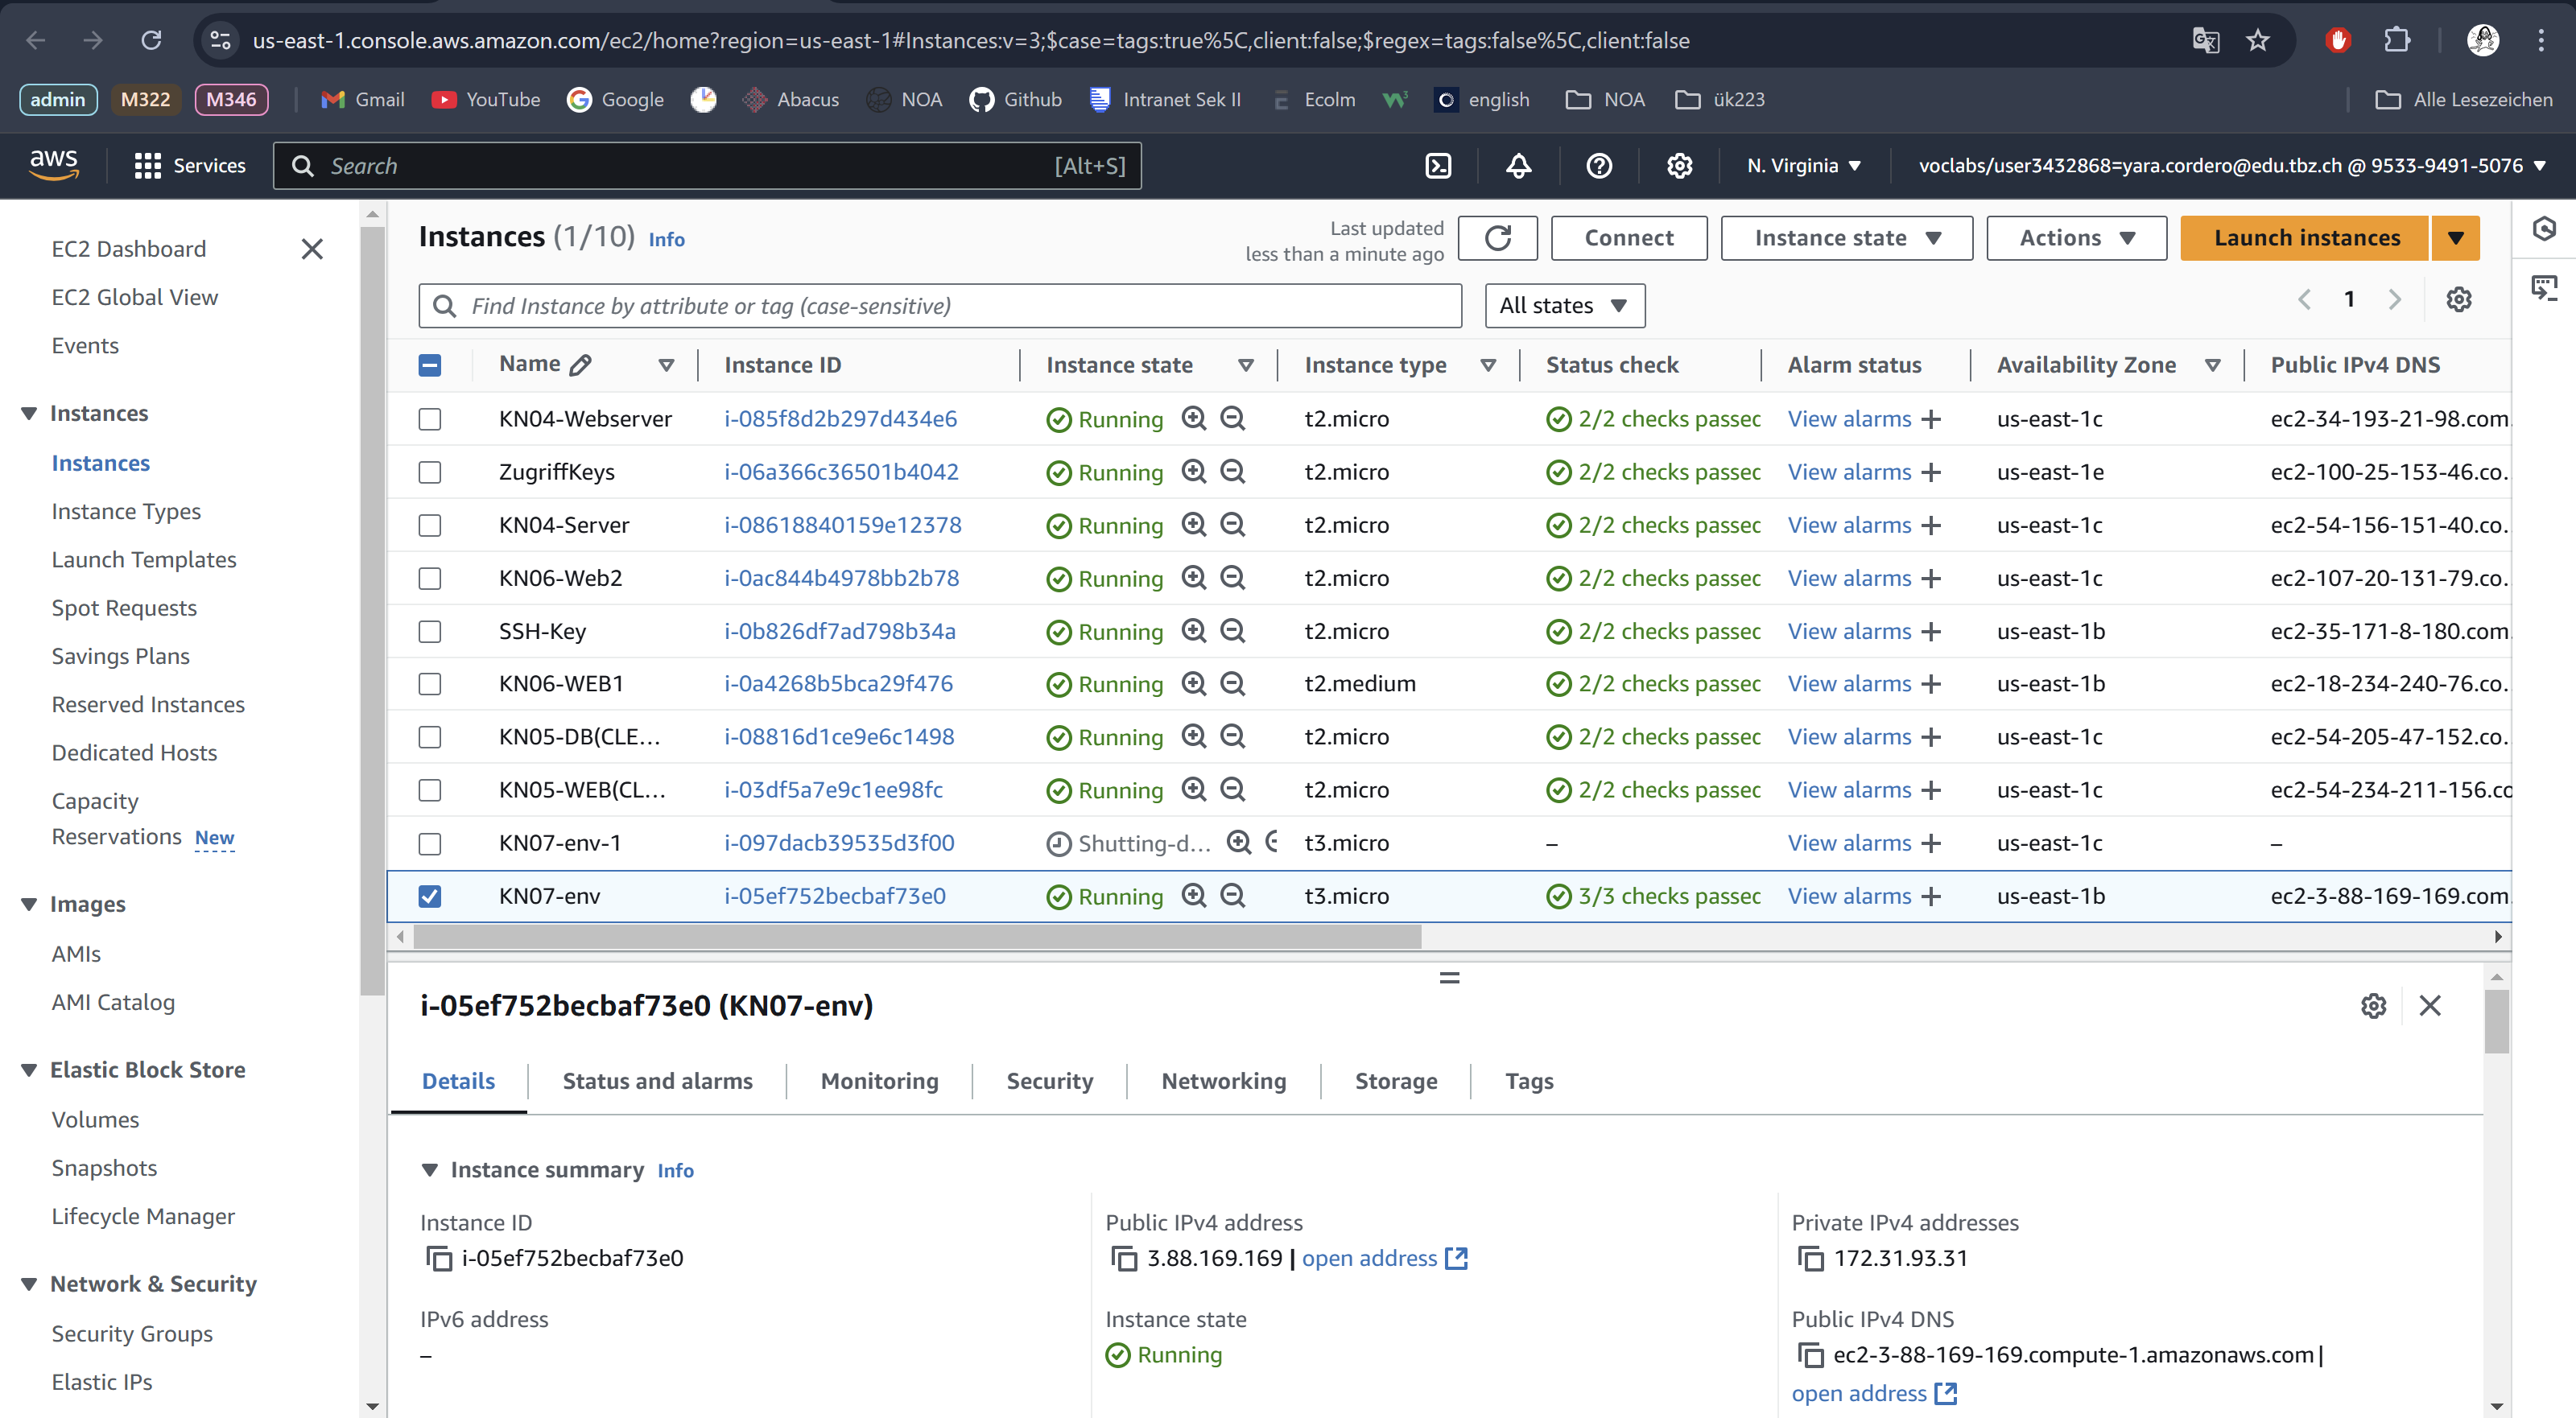 us-east-1.console.aws.amazon.com/ec2/home?region=us-east-1#Instances:v=3;$case=tags:true%5C,client:false;$regex=tags:false%5C,client:false
admin M322 M346 Gmail YouTube Google Abacus NOA Github Intranet Sek II Ecolm english NOA ük223 Alle Lesezeichen
aws Services Search [Alt+S] N. Virginia voclabs/user3432868=yara.cordero@edu.tbz.ch @ 9533-9491-5076
EC2 Dashboard
EC2 Global View
Events
Instances
Instances
Instance Types
Launch Templates
Spot Requests
Savings Plans
Reserved Instances
Dedicated Hosts
Capacity
Reservations New
Images
AMIs
AMI Catalog
Elastic Block Store
Volumes
Snapshots
Lifecycle Manager
Network & Security
Security Groups
Elastic IPs
Instances (1/10) Info
Last updated
less than a minute ago
Connect Instance state Actions Launch instances
Find Instance by attribute or tag (case-sensitive) All states 1
Name Instance ID Instance state Instance type Status check Alarm status Availability Zone Public IPv4 DNS
KN04-Webserver i-085f8d2b297d434e6 Running t2.micro 2/2 checks passec View alarms + us-east-1c ec2-34-193-21-98.com.
ZugriffKeys i-06a366c36501b4042 Running t2.micro 2/2 checks passec View alarms + us-east-1e ec2-100-25-153-46.co...
KN04-Server i-08618840159e12378 Running t2.micro 2/2 checks passec View alarms + us-east-1c ec2-54-156-151-40.co...
KN06-Web2 i-0ac844b4978bb2b78 Running t2.micro 2/2 checks passec View alarms + us-east-1c ec2-107-20-131-79.co...
SSH-Key i-0b826df7ad798b34a Running t2.micro 2/2 checks passec View alarms + us-east-1b ec2-35-171-8-180.com.
KN06-WEB1 i-0a4268b5bca29f476 Running t2.medium 2/2 checks passec View alarms + us-east-1b ec2-18-234-240-76.co...
KN05-DB(CLE... i-08816d1ce9e6c1498 Running t2.micro 2/2 checks passec View alarms + us-east-1c ec2-54-205-47-152.co...
KN05-WEB(CL... i-03df5a7e9c1ee98fc Running t2.micro 2/2 checks passec View alarms + us-east-1c ec2-54-234-211-156.co
KN07-env-1 i-097dacb39535d3f00 Shutting-d... t3.micro – View alarms + us-east-1c –
KN07-env i-05ef752becbaf73e0 Running t3.micro 3/3 checks passec View alarms + us-east-1b ec2-3-88-169-169.com.
i-05ef752becbaf73e0 (KN07-env)
Details Status and alarms Monitoring Security Networking Storage Tags
Instance summary Info
Instance ID
i-05ef752becbaf73e0
Public IPv4 address
3.88.169.169 | open address
Private IPv4 addresses
172.31.93.31
IPv6 address
–
Instance state
Running
Public IPv4 DNS
ec2-3-88-169-169.compute-1.amazonaws.com |
open address